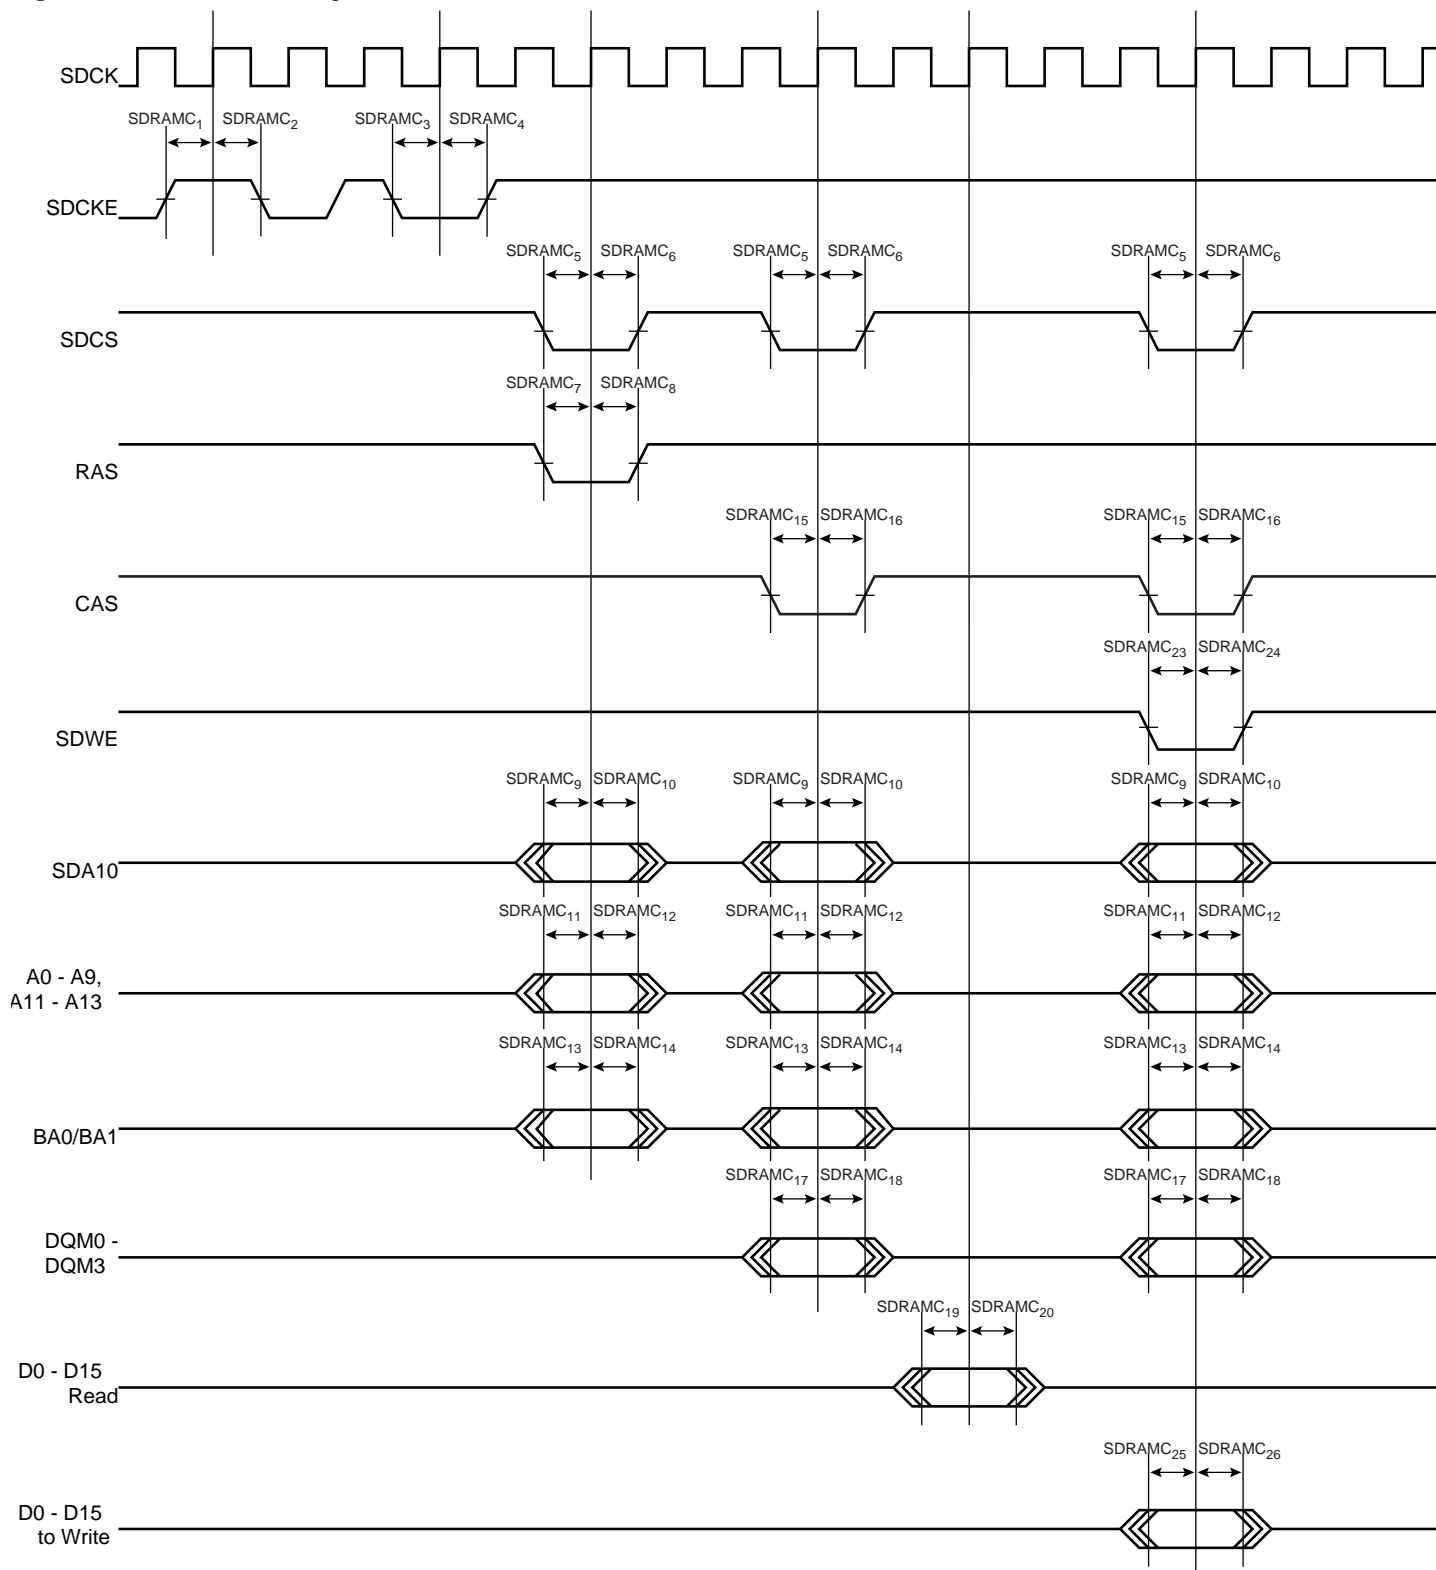 SDCK
SDRAMC1 SDRAMC2 SDRAMC3 SDRAMC4
SDCKE
SDRAMC5 SDRAMC6 SDRAMC5 SDRAMC6 SDRAMC5 SDRAMC6
SDCS
SDRAMC7 SDRAMC8
RAS
SDRAMC15 SDRAMC16 SDRAMC15 SDRAMC16
CAS
SDRAMC23 SDRAMC24
SDWE
SDRAMC9 SDRAMC10 SDRAMC9 SDRAMC10 SDRAMC9 SDRAMC10
SDA10
SDRAMC11 SDRAMC12 SDRAMC11 SDRAMC12 SDRAMC11 SDRAMC12
A0 - A9,
A11 - A13
SDRAMC13 SDRAMC14 SDRAMC13 SDRAMC14 SDRAMC13 SDRAMC14
BA0/BA1
SDRAMC17 SDRAMC18 SDRAMC17 SDRAMC18
DQM0 -
DQM3
SDRAMC19 SDRAMC20
D0 - D15
Read
SDRAMC25 SDRAMC26
D0 - D15
to Write